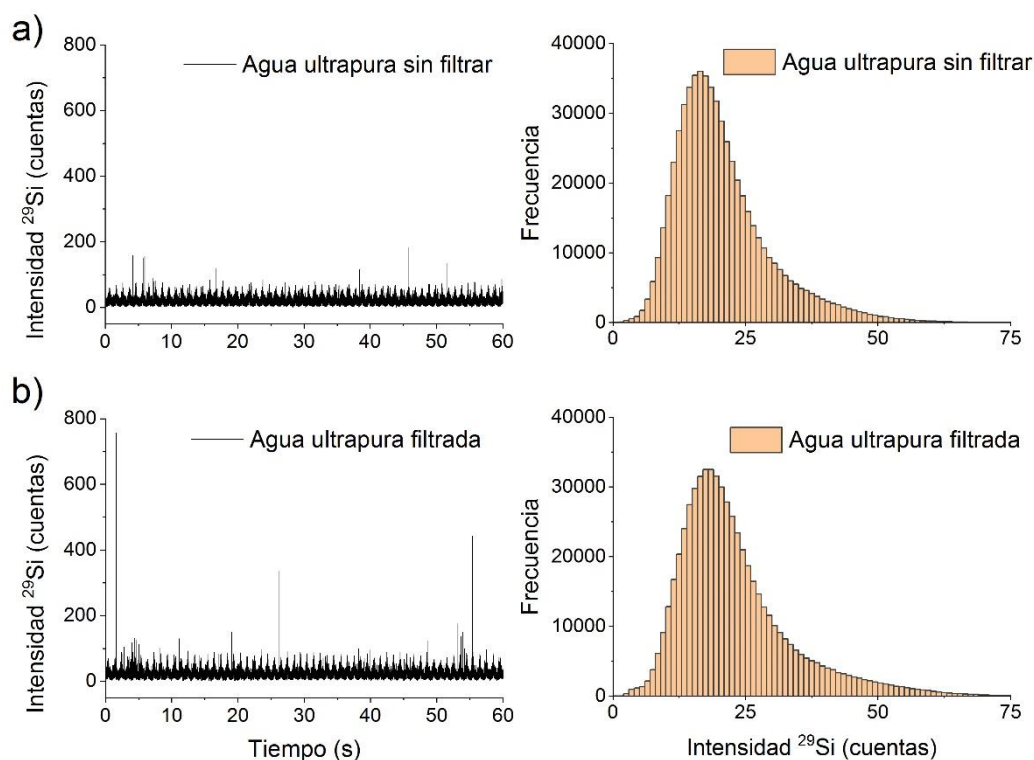 a)
Intensidad ²⁹Si (cuentas)
800
600
400
200
0
0 10 20 30 40 50 60
Agua ultrapura sin filtrar
Frecuencia
40000
30000
20000
10000
0
0 25 50 75
Agua ultrapura sin filtrar
b)
Intensidad ²⁹Si (cuentas)
800
600
400
200
0
0 10 20 30 40 50 60
Tiempo (s)
Agua ultrapura filtrada
Frecuencia
40000
30000
20000
10000
0
0 25 50 75
Intensidad ²⁹Si (cuentas)
Agua ultrapura filtrada